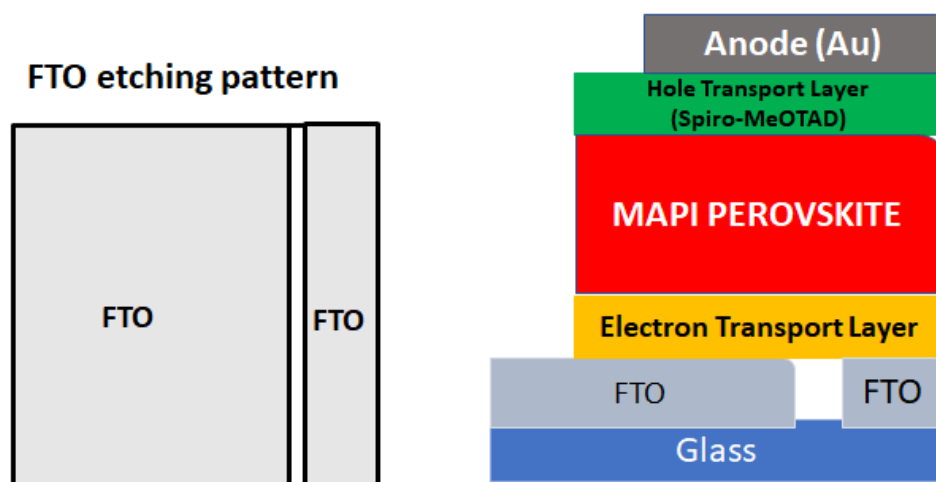 FTO etching pattern
FTO
FTO
Anode (Au)
Hole Transport Layer
(Spiro-MeOTAD)
MAPI PEROVSKITE
Electron Transport Layer
FTO
FTO
Glass